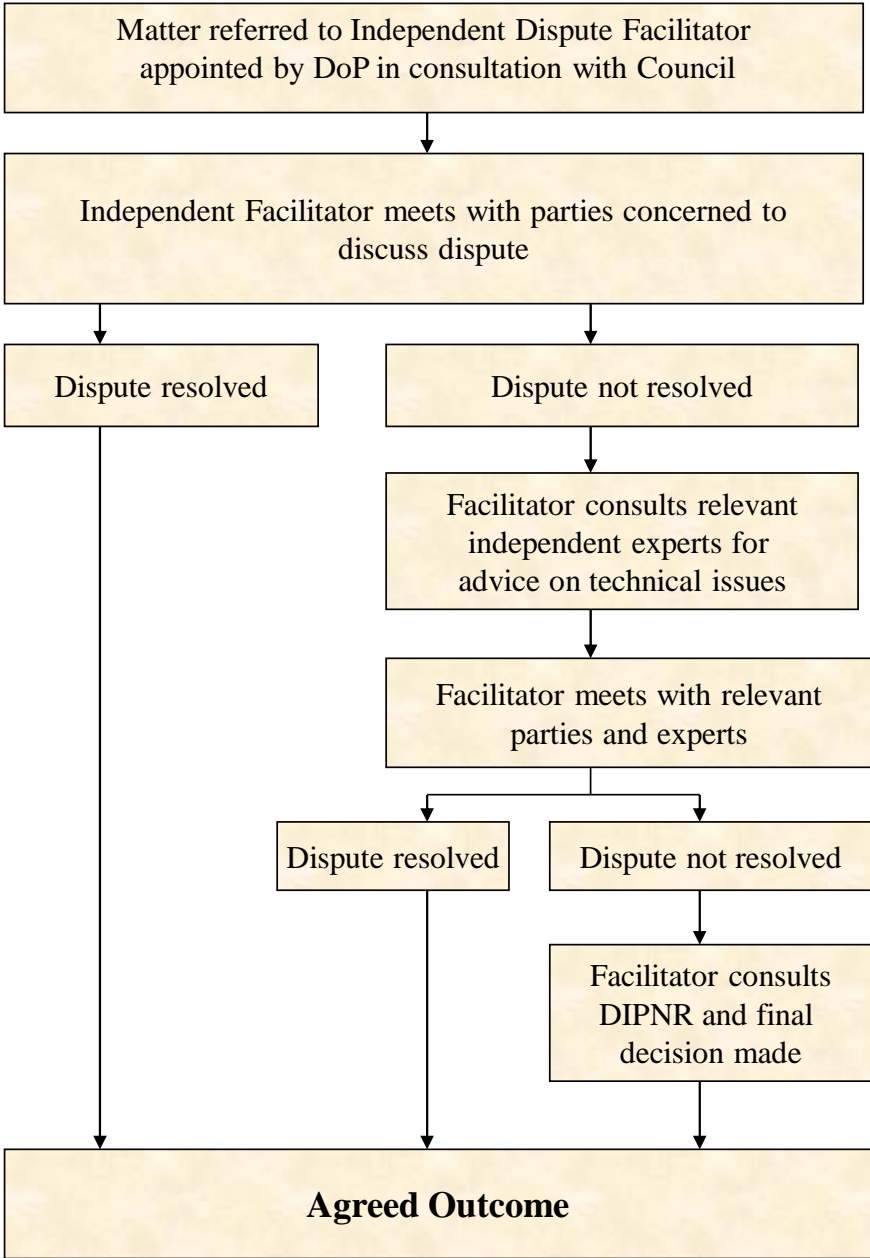 Matter referred to Independent Dispute Facilitator
appointed by DoP in consultation with Council
Independent Facilitator meets with parties concerned to
discuss dispute
Dispute resolved
Dispute not resolved
Facilitator consults relevant
independent experts for
advice on technical issues
Facilitator meets with relevant
parties and experts
Dispute resolved
Dispute not resolved
Facilitator consults
DIPNR and final
decision made
Agreed Outcome